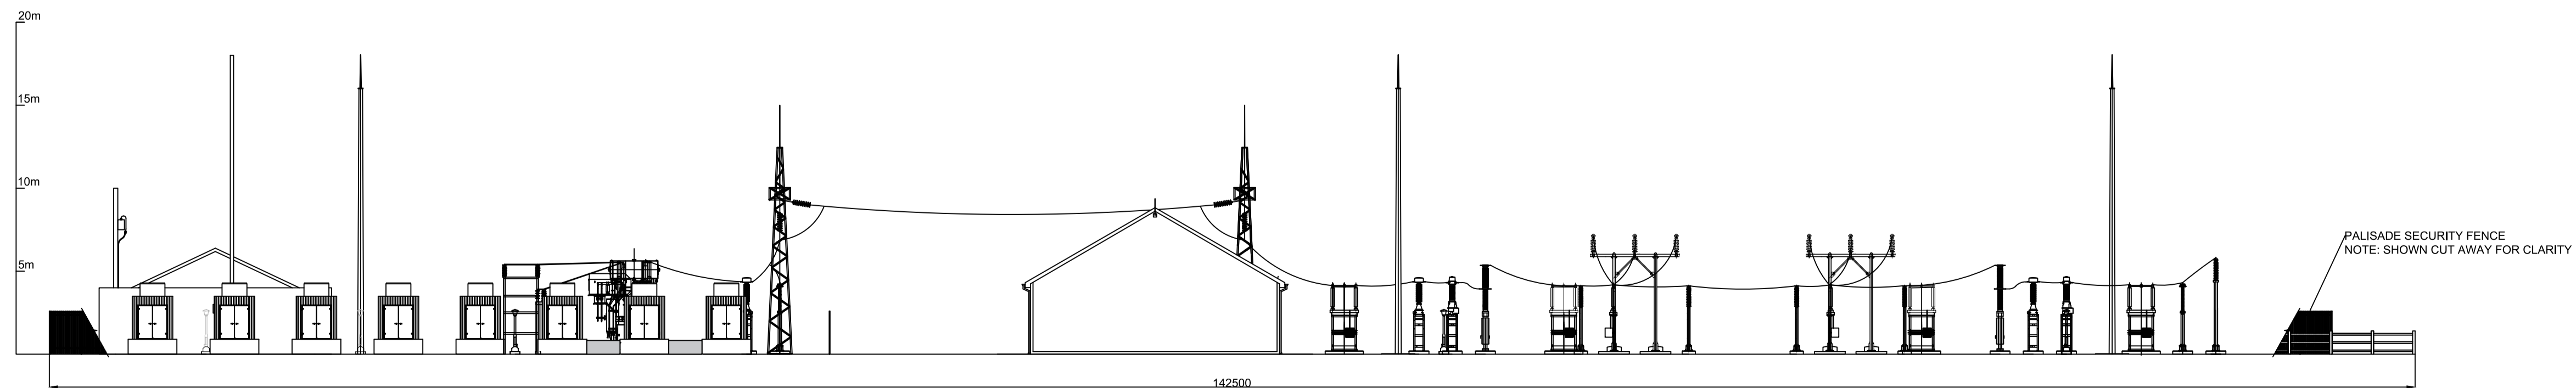 20m
15m
10m
5m
PALISADE SECURITY FENCE
NOTE: SHOWN CUT AWAY FOR CLARITY
142500